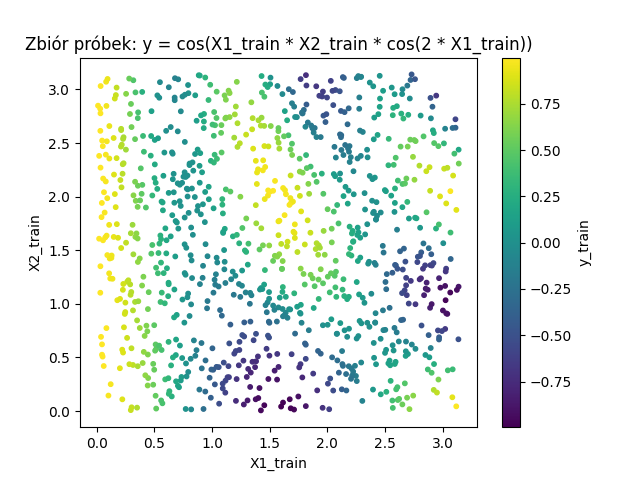 Zbiór próbek: y = cos(X1_train * X2_train * cos(2 * X1_train))
3.0
2.5
2.0
1.5
1.0
0.5
0.0
X2_train
0.0 0.5 1.0 1.5 2.0 2.5 3.0
X1_train
0.75
0.50
0.25
0.00
−0.25
−0.50
−0.75
y_train